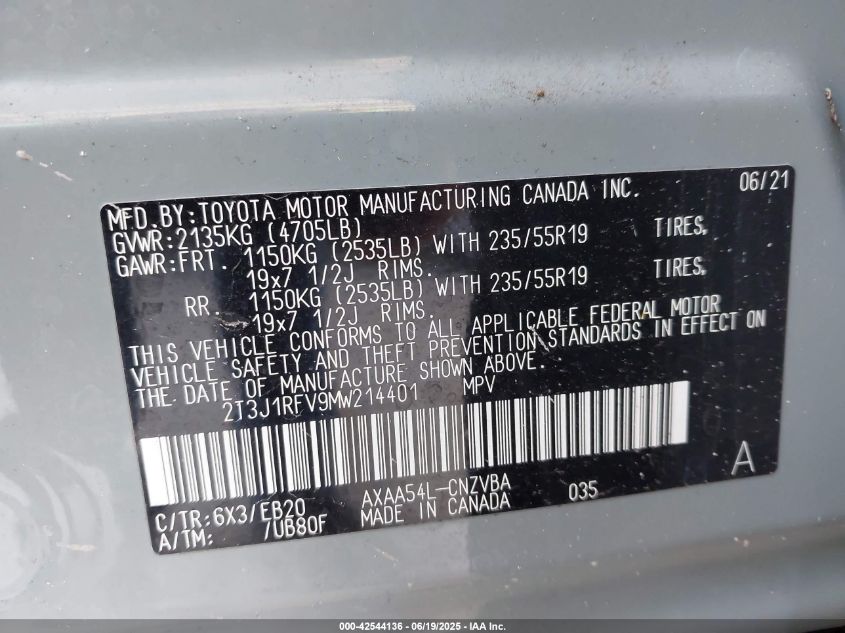 MFD.BY:TOYOTA MOTOR MANUFACTURING CANADA INC. 06/21
GVWR:2135KG (4705LB)
GAWR:FRT. 1150KG (2535LB) WITH 235/55R19 TIRES,
19x7 1/2J RIMS.
RR. 1150KG (2535LB) WITH 235/55R19 TIRES,
19x7 1/2J RIMS.
THIS VEHICLE CONFORMS TO ALL APPLICABLE FEDERAL MOTOR
VEHICLE SAFETY AND THEFT PREVENTION STANDARDS IN EFFECT ON
THE DATE OF MANUFACTURE SHOWN ABOVE.
2T3J1RFV9MW214401 MPV
A
AXAA54L-CNZVBA 035
C/TR:6X3/EB20 MADE IN CANADA
A/TM: /UB80F
000-42544136 - 06/19/2025 - IAA Inc.